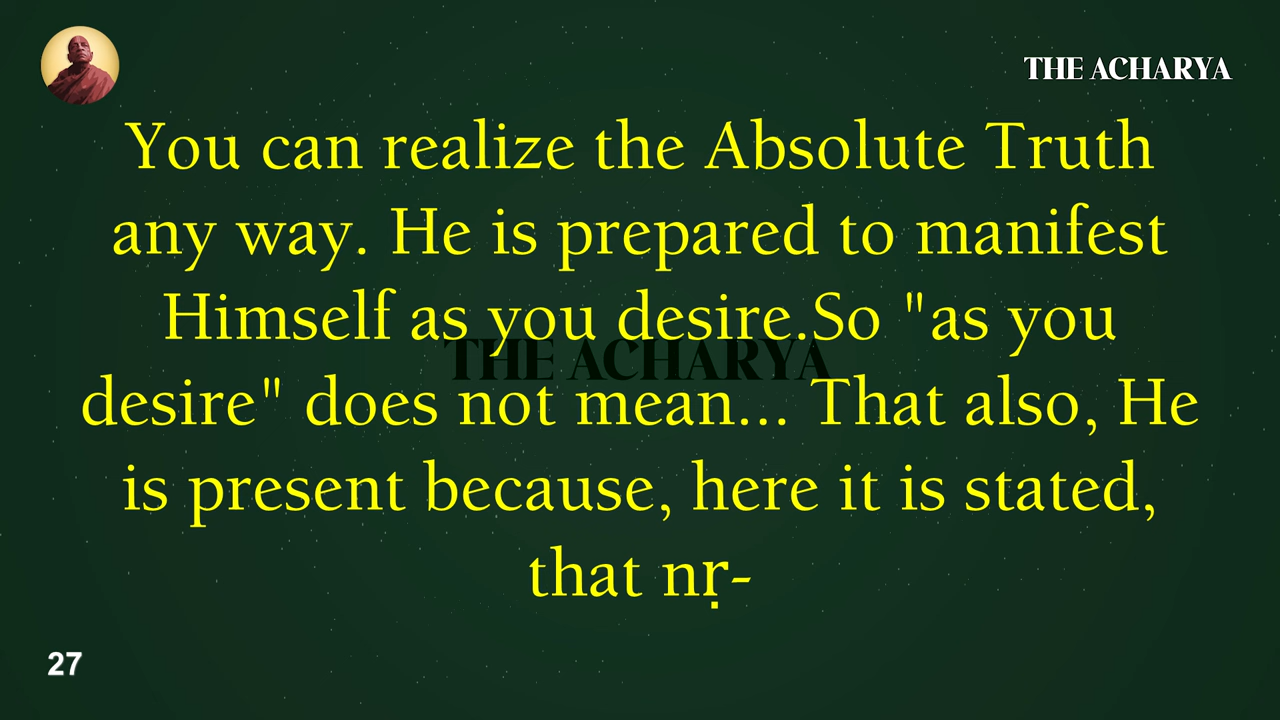 THE ACHARYA
You can realize the Absolute Truth
any way. He is prepared to manifest
Himself as you desire.So "as you
THE ACHARYA
desire" does not mean... That also, He
is present because, here it is stated,
that nṛ-
27